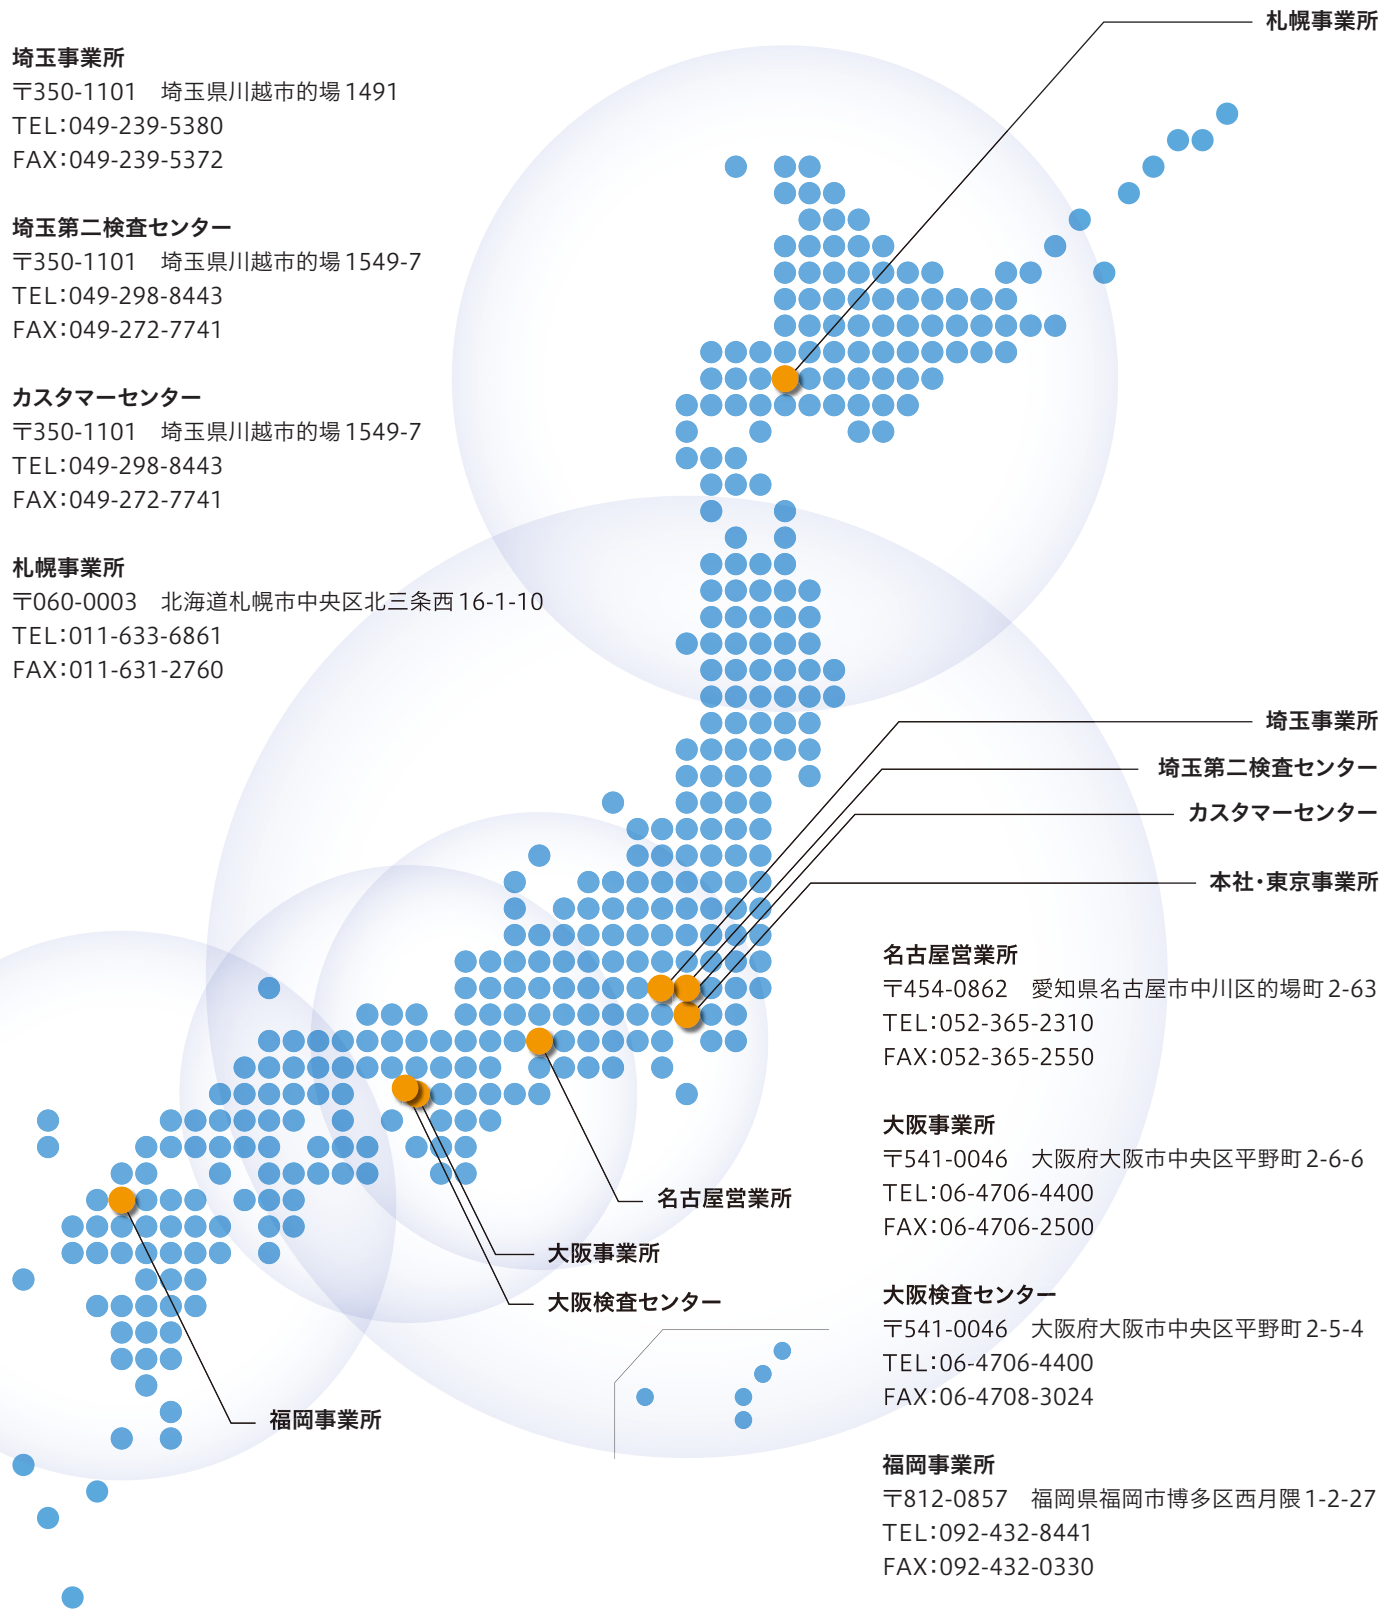 札幌事業所
埼玉事業所
〒350-1101　埼玉県川越市的場1491
TEL：049-239-5380
FAX：049-239-5372
埼玉第二検査センター
〒350-1101　埼玉県川越市的場1549-7
TEL：049-298-8443
FAX：049-272-7741
カスタマーセンター
〒350-1101　埼玉県川越市的場1549-7
TEL：049-298-8443
FAX：049-272-7741
札幌事業所
〒060-0003　北海道札幌市中央区北三条西16-1-10
TEL：011-633-6861
FAX：011-631-2760
埼玉事業所
埼玉第二検査センター
カスタマーセンター
本社・東京事業所
名古屋営業所
〒454-0862　愛知県名古屋市中川区的場町2-63
TEL：052-365-2310
FAX：052-365-2550
大阪事業所
〒541-0046　大阪府大阪市中央区平野町2-6-6
TEL：06-4706-4400
FAX：06-4706-2500
大阪検査センター
〒541-0046　大阪府大阪市中央区平野町2-5-4
TEL：06-4706-4400
FAX：06-4708-3024
福岡事業所
〒812-0857　福岡県福岡市博多区西月隈1-2-27
TEL：092-432-8441
FAX：092-432-0330
名古屋営業所
大阪事業所
大阪検査センター
福岡事業所